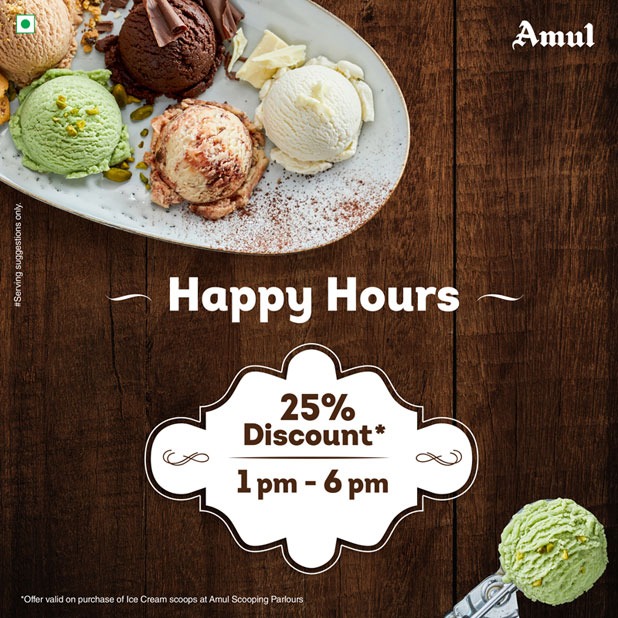 Amul
#Serving suggestions only.
Happy Hours
25%
Discount*
1 pm - 6 pm
*Offer valid on purchase of Ice Cream scoops at Amul Scooping Parlours